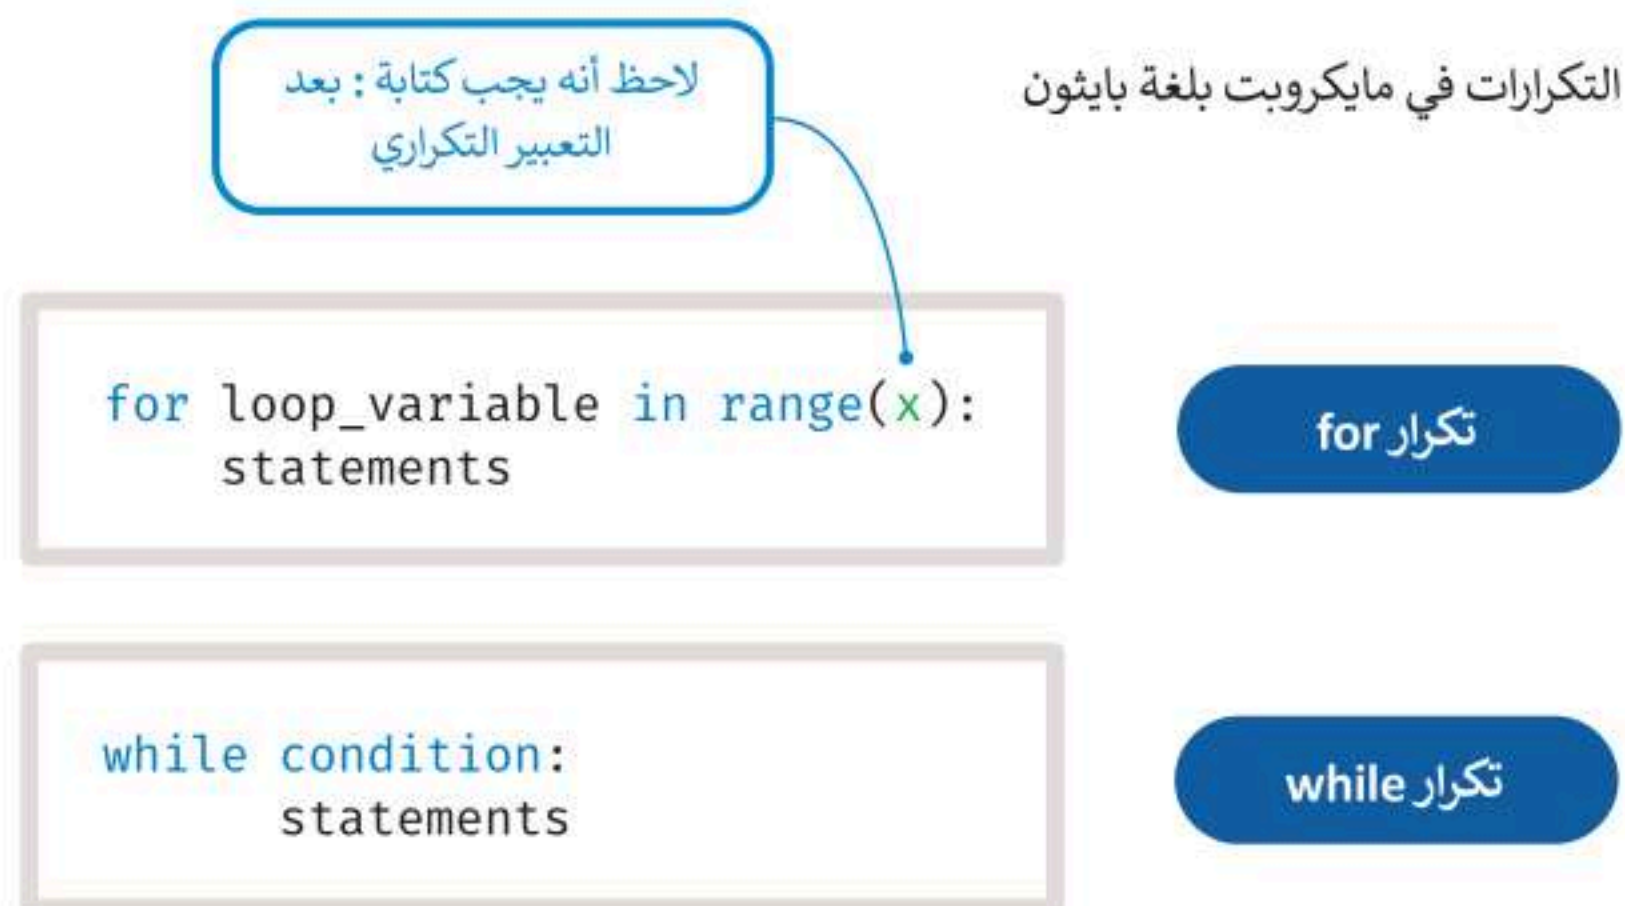 التكرارات في مايكروبت بلغة بايثون
لاحظ أنه يجب كتابة : بعد
التعبير التكراري
تكرار for
for loop_variable in range(x):
    statements
تكرار while
while condition:
    statements